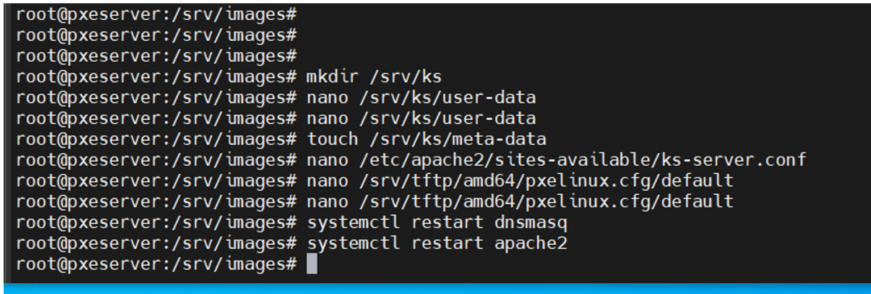 root@pxeserver:/srv/images#
root@pxeserver:/srv/images#
root@pxeserver:/srv/images#
root@pxeserver:/srv/images# mkdir /srv/ks
root@pxeserver:/srv/images# nano /srv/ks/user-data
root@pxeserver:/srv/images# nano /srv/ks/user-data
root@pxeserver:/srv/images# touch /srv/ks/meta-data
root@pxeserver:/srv/images# nano /etc/apache2/sites-available/ks-server.conf
root@pxeserver:/srv/images# nano /srv/tftp/amd64/pxelinux.cfg/default
root@pxeserver:/srv/images# nano /srv/tftp/amd64/pxelinux.cfg/default
root@pxeserver:/srv/images# systemctl restart dnsmasq
root@pxeserver:/srv/images# systemctl restart apache2
root@pxeserver:/srv/images#